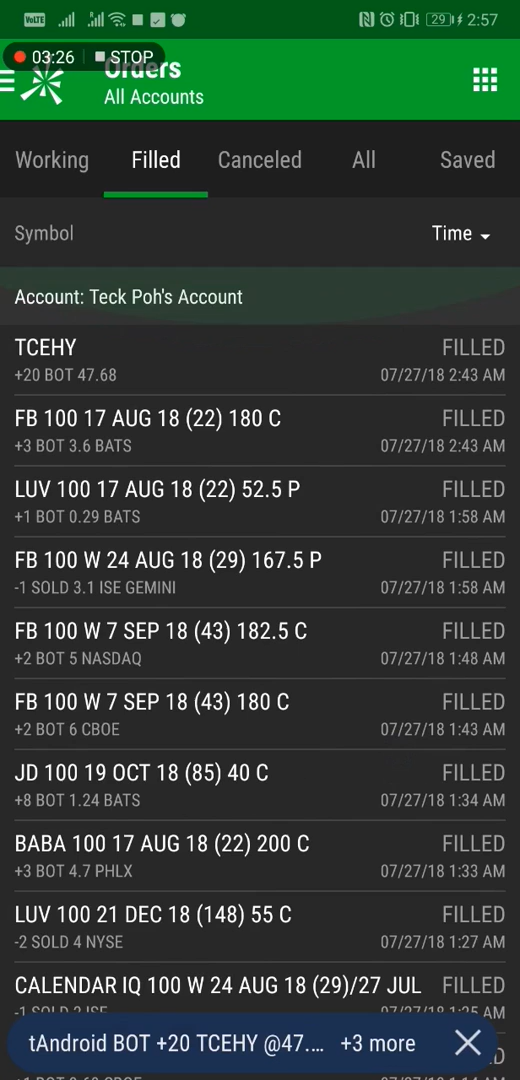 VoLTE 29 2:57
03:26 STOP
Orders
All Accounts
Working Filled Canceled All Saved
Symbol Time
Account: Teck Poh's Account
TCEHY FILLED
+20 BOT 47.68 07/27/18 2:43 AM
FB 100 17 AUG 18 (22) 180 C FILLED
+3 BOT 3.6 BATS 07/27/18 2:43 AM
LUV 100 17 AUG 18 (22) 52.5 P FILLED
+1 BOT 0.29 BATS 07/27/18 1:58 AM
FB 100 W 24 AUG 18 (29) 167.5 P FILLED
-1 SOLD 3.1 ISE GEMINI 07/27/18 1:58 AM
FB 100 W 7 SEP 18 (43) 182.5 C FILLED
+2 BOT 5 NASDAQ 07/27/18 1:48 AM
FB 100 W 7 SEP 18 (43) 180 C FILLED
+2 BOT 6 CBOE 07/27/18 1:43 AM
JD 100 19 OCT 18 (85) 40 C FILLED
+8 BOT 1.24 BATS 07/27/18 1:34 AM
BABA 100 17 AUG 18 (22) 200 C FILLED
+3 BOT 4.7 PHLX 07/27/18 1:33 AM
LUV 100 21 DEC 18 (148) 55 C FILLED
-2 SOLD 4 NYSE 07/27/18 1:27 AM
CALENDAR IQ 100 W 24 AUG 18 (29)/27 JUL FILLED
tAndroid BOT +20 TCEHY @47.... +3 more